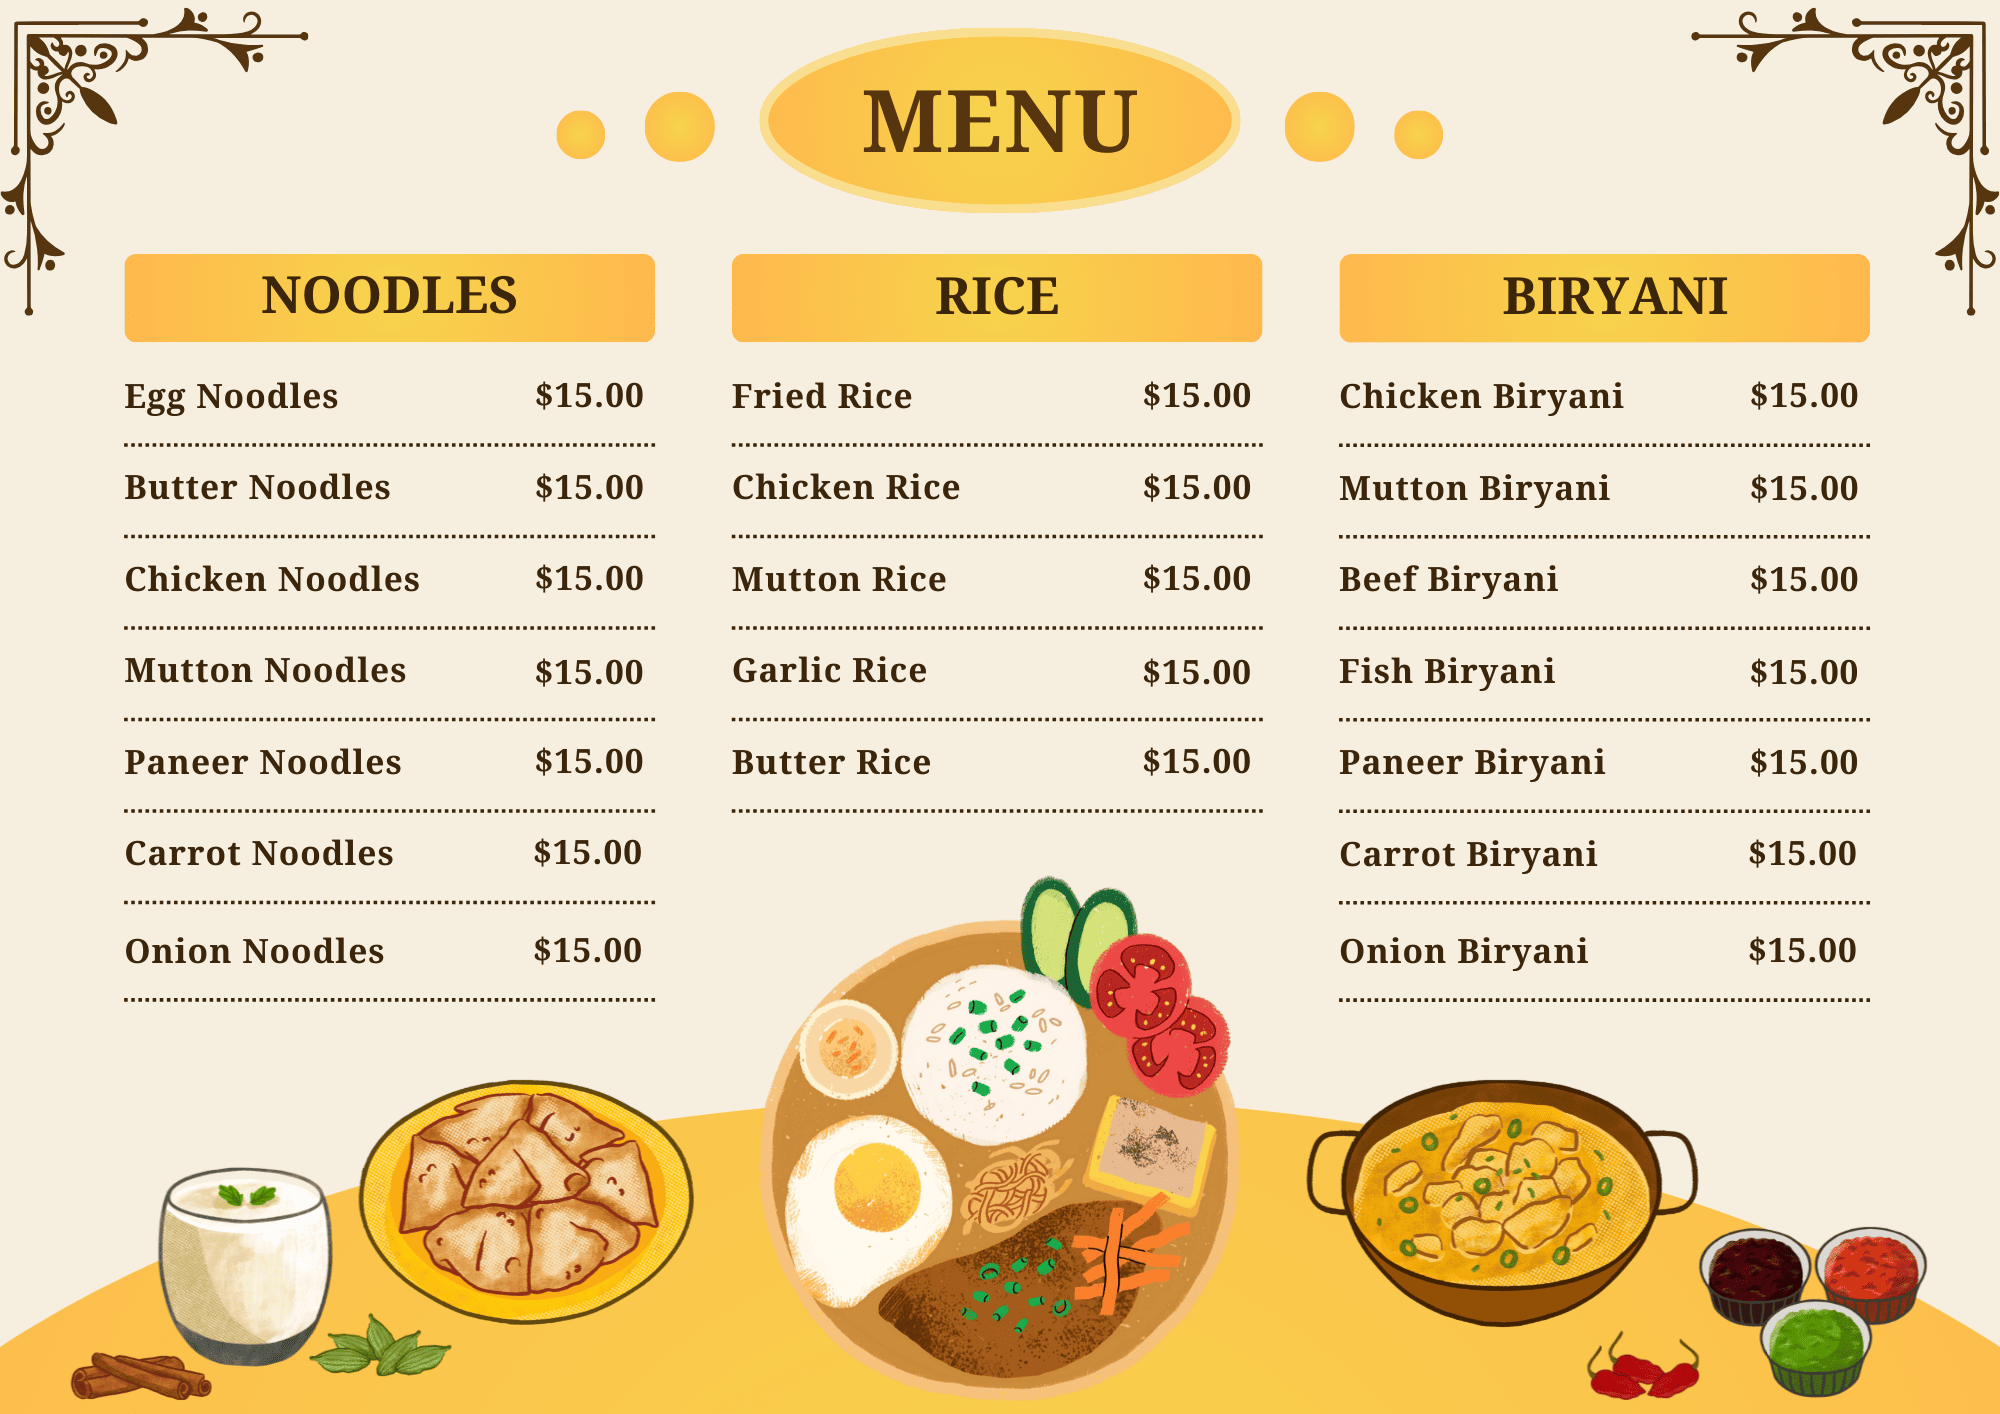 MENU
NOODLES
Egg Noodles $15.00
Butter Noodles $15.00
Chicken Noodles $15.00
Mutton Noodles $15.00
Paneer Noodles $15.00
Carrot Noodles $15.00
Onion Noodles $15.00
RICE
Fried Rice $15.00
Chicken Rice $15.00
Mutton Rice $15.00
Garlic Rice $15.00
Butter Rice $15.00
BIRYANI
Chicken Biryani $15.00
Mutton Biryani $15.00
Beef Biryani $15.00
Fish Biryani $15.00
Paneer Biryani $15.00
Carrot Biryani $15.00
Onion Biryani $15.00